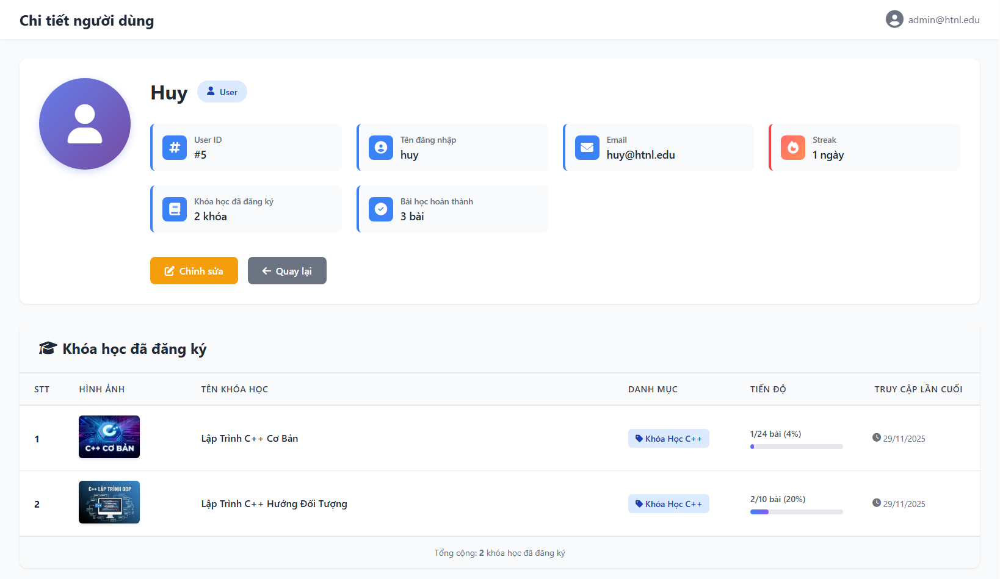 Chi tiết người dùng
admin@htnl.edu
Huy
User
User ID
#5
Tên đăng nhập
huy
Email
huy@htnl.edu
Streak
1 ngày
Khóa học đã đăng ký
2 khóa
Bài học hoàn thành
3 bài
Chỉnh sửa
Quay lại
Khóa học đã đăng ký
STT HÌNH ẢNH TÊN KHÓA HỌC DANH MỤC TIẾN ĐỘ TRUY CẬP LẦN CUỐI
1
C++ CƠ BẢN
Lập Trình C++ Cơ Bản
Khóa Học C++
1/24 bài (4%)
29/11/2025
2
C++ LẬP TRÌNH OOP
C++
Lập Trình C++ Hướng Đối Tượng
Khóa Học C++
2/10 bài (20%)
29/11/2025
Tổng cộng: 2 khóa học đã đăng ký